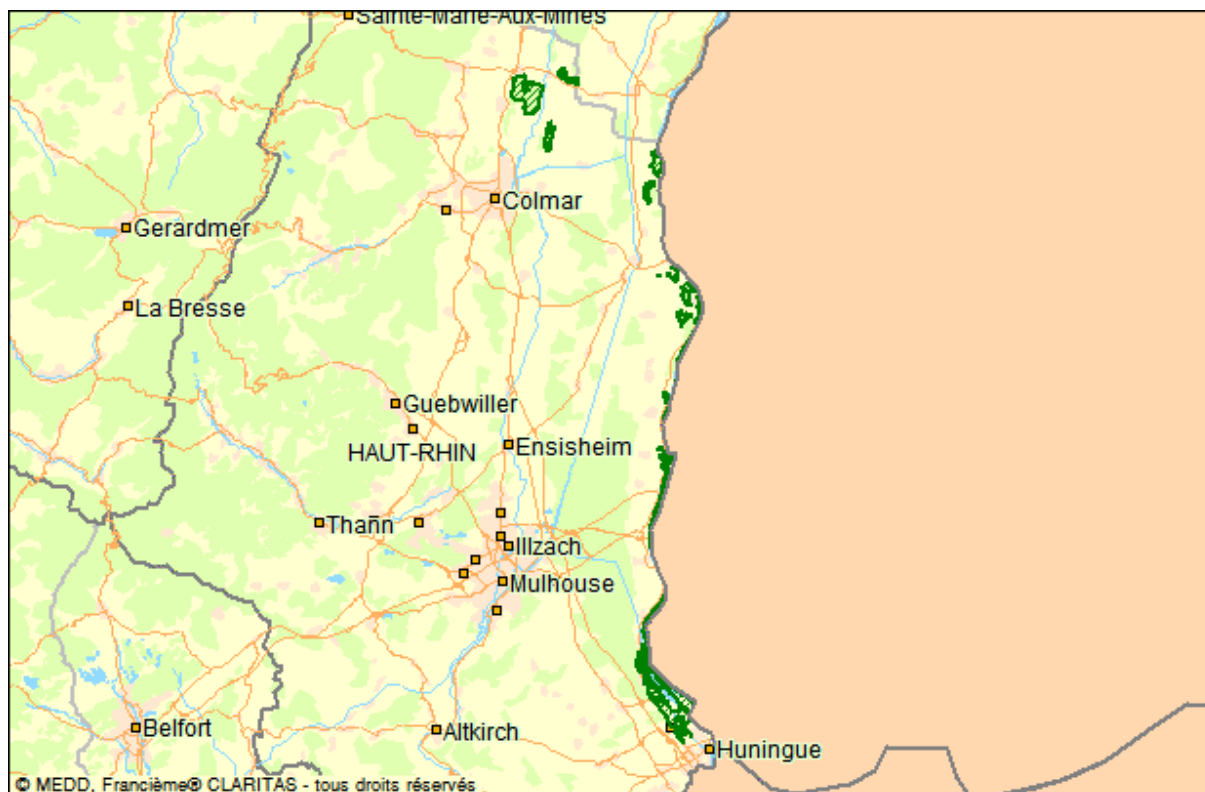 Sainte-Marie-Aux-Mines
Colmar
Gerardmer
La Bresse
Guebwiller
HAUT-RHIN
Ensisheim
Thañn
Illzach
Mulhouse
Belfort
Altkirch
Huningue
© MEDD, Francième® CLARITAS - tous droits réservés